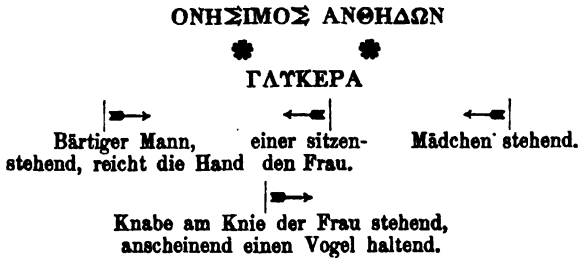 ΟΝΗΣΙΜΟΣ ΑΝΘΗΔΩΝ
ΓΛΥΚΕΡΑ
Bärtiger Mann, einer sitzen- Mädchen stehend.
stehend, reicht die Hand den Frau.
Knabe am Knie der Frau stehend,
anscheinend einen Vogel haltend.